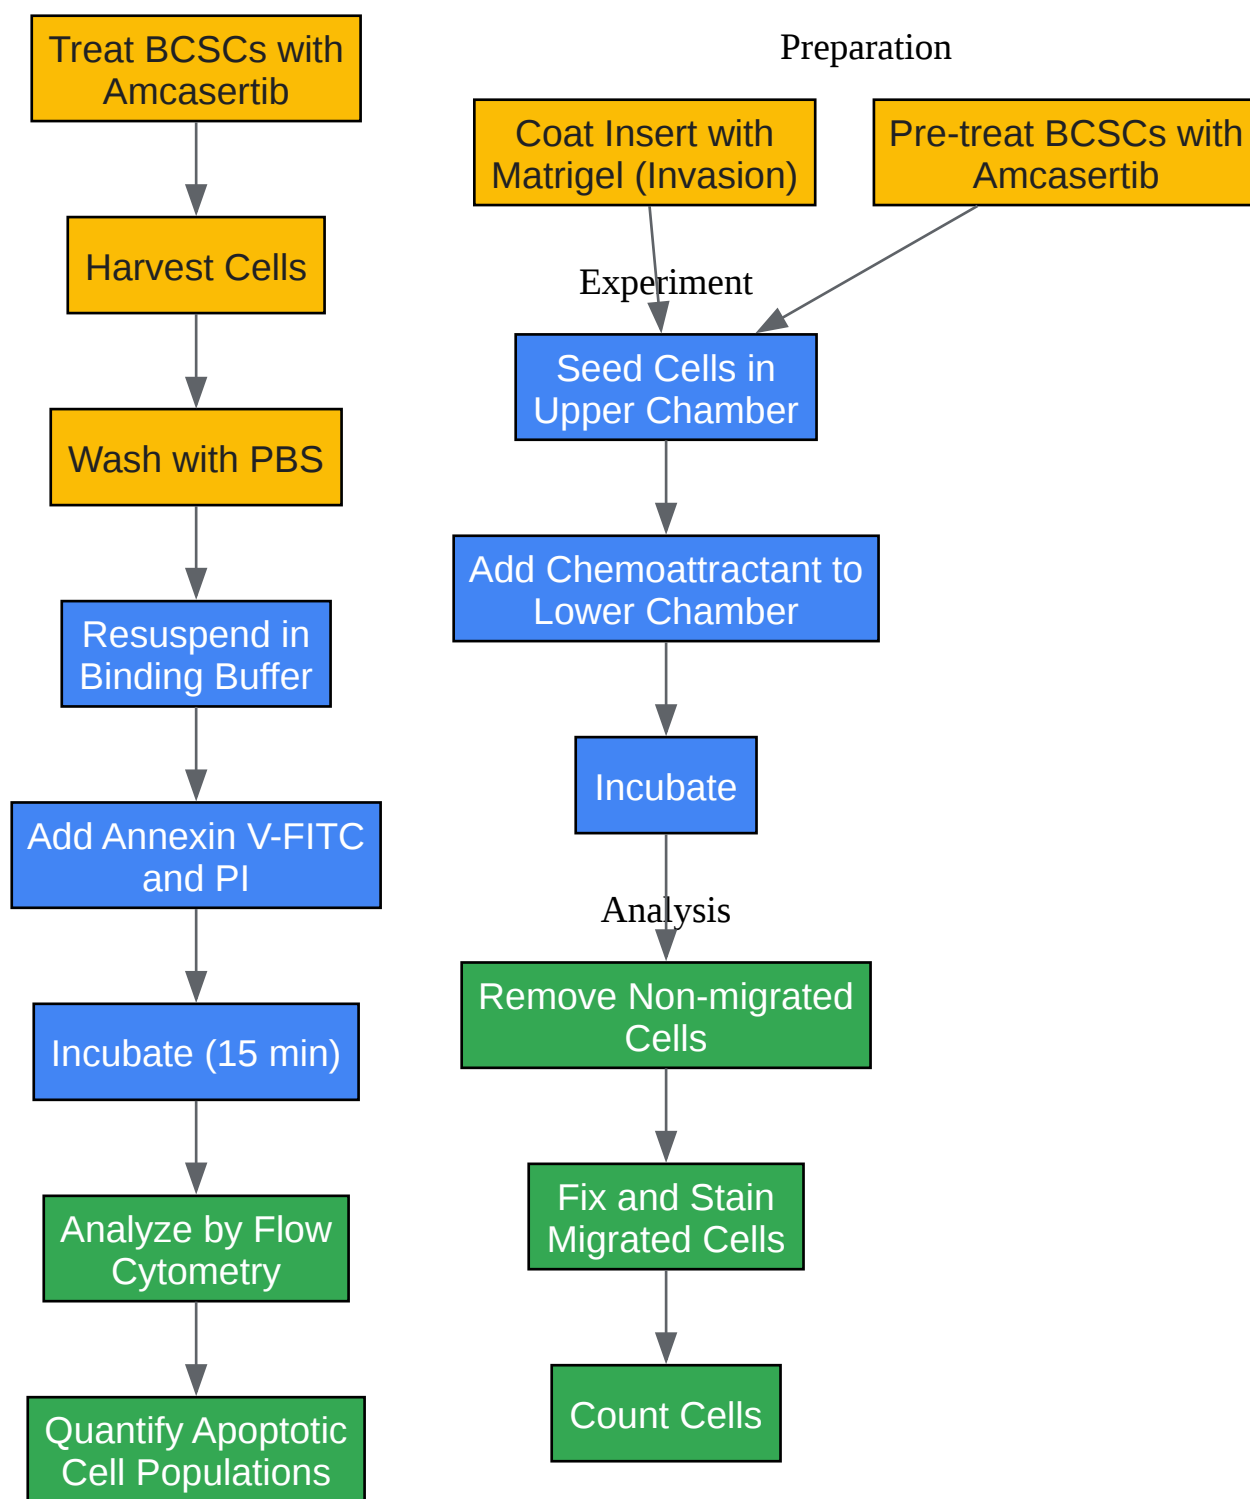 Treat BCSCs with
Amcasertib
Harvest Cells
Wash with PBS
Resuspend in
Binding Buffer
Add Annexin V-FITC
and PI
Incubate (15 min)
Analyze by Flow
Cytometry
Quantify Apoptotic
Cell Populations
Preparation
Coat Insert with
Matrigel (Invasion)
Pre-treat BCSCs with
Amcasertib
Experiment
Seed Cells in
Upper Chamber
Add Chemoattractant to
Lower Chamber
Incubate
Analysis
Remove Non-migrated
Cells
Fix and Stain
Migrated Cells
Count Cells